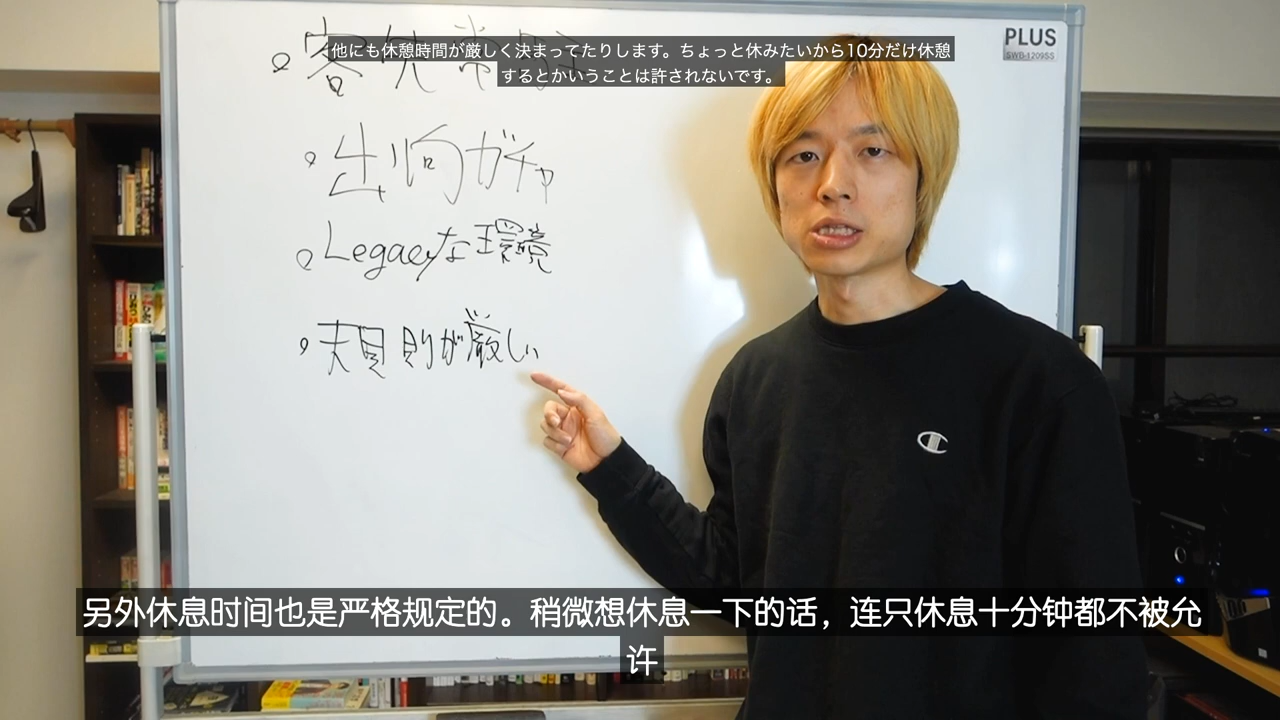 他にも休憩時間が厳しく決まってたりします。ちょっと休みたいから10分だけ休憩
するとかいうことは許されないです。
PLUS
SWB-1209SS
・客先常駐
・出向ガチャ
・Legacyな環境
・規則が厳しい
另外休息时间也是严格规定的。稍微想休息一下的话，连只休息十分钟都不被允
许